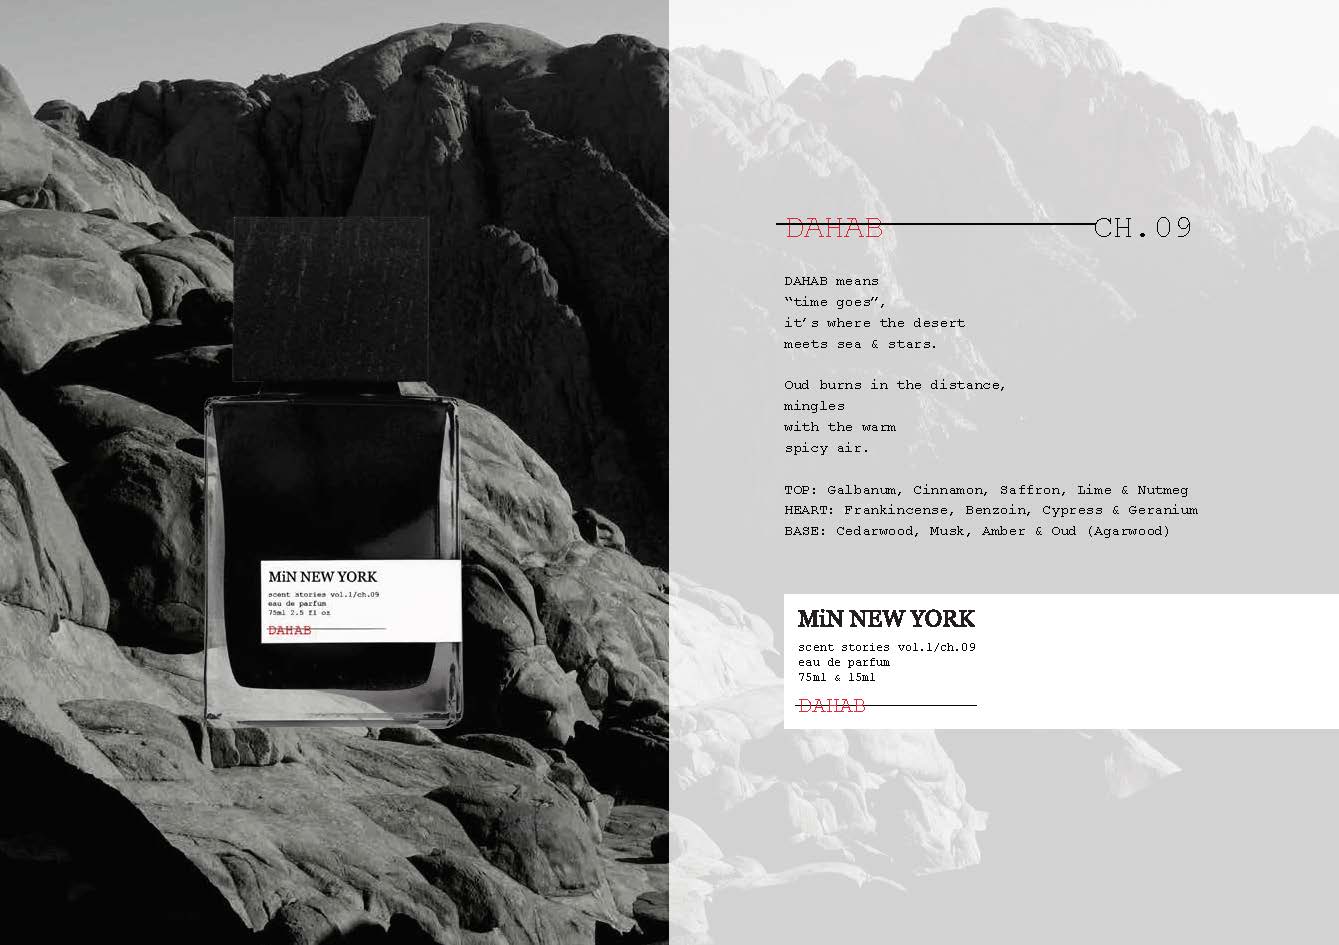 MiN NEW YORK
scent stories vol.1/ch.09
eau de parfum
75ml 2.5 fl oz
DAHAB
DAHAB CH.09
DAHAB means
“time goes”,
it’s where the desert
meets sea & stars.
Oud burns in the distance,
mingles
with the warm
spicy air.
TOP: Galbanum, Cinnamon, Saffron, Lime & Nutmeg
HEART: Frankincense, Benzoin, Cypress & Geranium
BASE: Cedarwood, Musk, Amber & Oud (Agarwood)
MiN NEW YORK
scent stories vol.1/ch.09
eau de parfum
75ml & 15ml
DAHAB